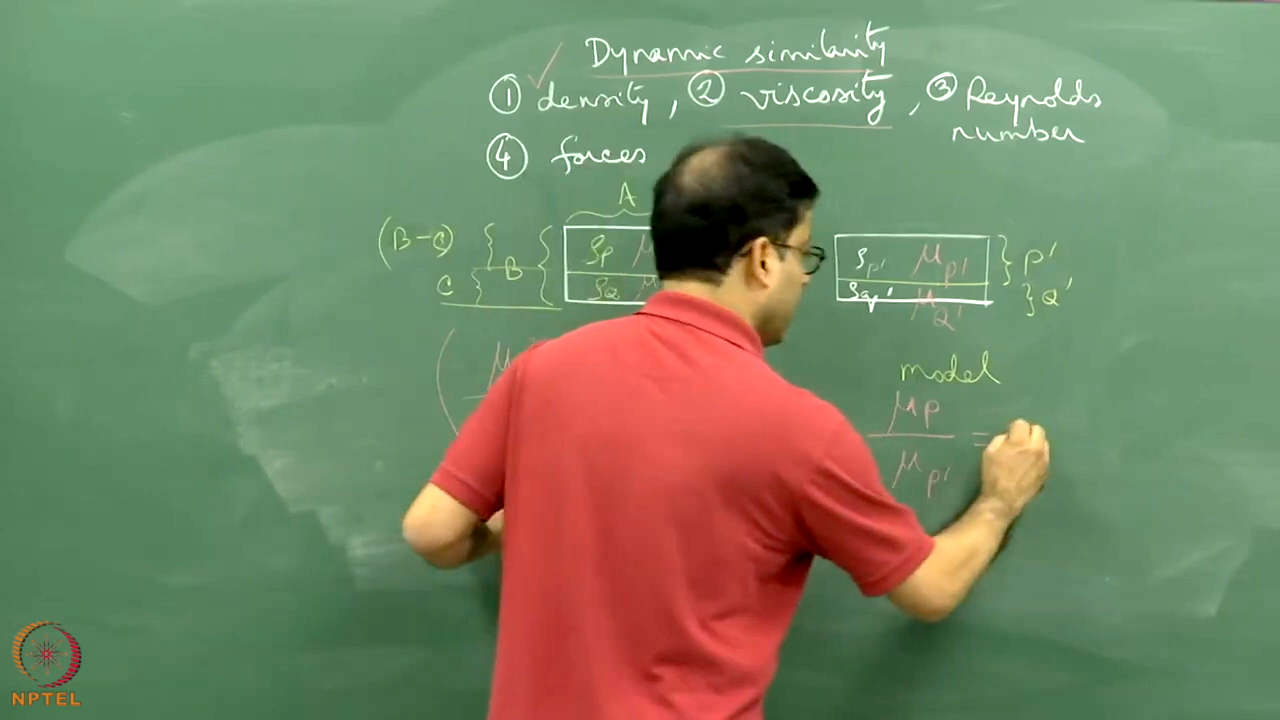 Dynamic similarity
① density, ② viscosity, ③ Reynolds number
④ forces
A
(B-C) { B { ρP μ
C { ρQ μ
ρP' μP' } P'
ρQ' μQ' } Q'
model
( μ
μP
=
μP'
NPTEL